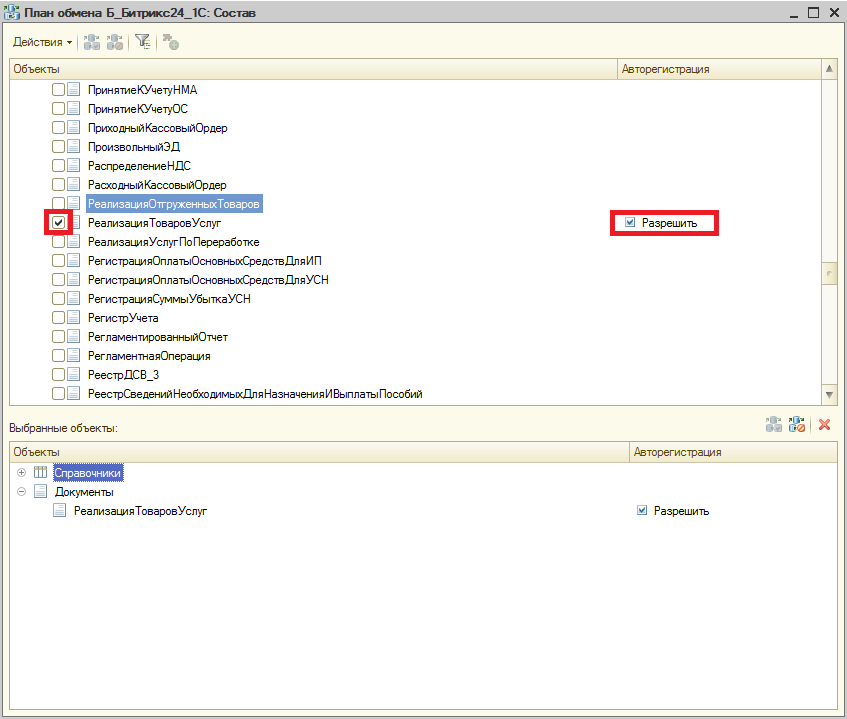 План обмена Б_Битрикс24_1С: Состав
Действия
Объекты Авторегистрация
ПринятиеКУчетуНМА
ПринятиеКУчетуОС
ПриходныйКассовыйОрдер
ПроизвольныйЭД
РаспределениеНДС
РасходныйКассовыйОрдер
РеализацияОтгруженныхТоваров
РеализацияТоваровУслуг Разрешить
РеализацияУслугПоПереработке
РегистрацияОплатыОсновныхСредствДляИП
РегистрацияОплатыОсновныхСредствДляУСН
РегистрацияСуммыУбыткаУСН
РегистрУчета
РегламентированныйОтчет
РегламентнаяОперация
РеестрДСВ_3
РеестрСведенийНеобходимыхДляНазначенияИВыплатыПособий
Выбранные объекты:
Объекты Авторегистрация
Справочники
Документы
РеализацияТоваровУслуг Разрешить